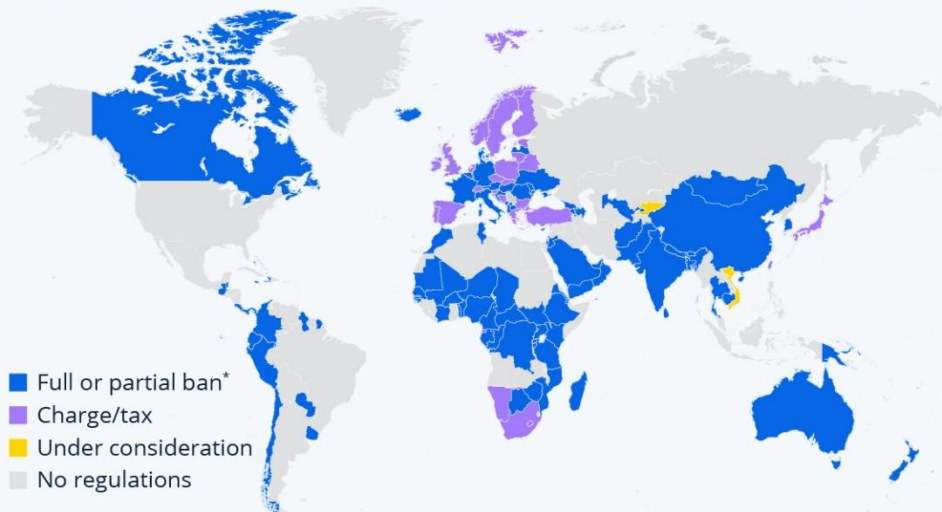 Full or partial ban*
Charge/tax
Under consideration
No regulations